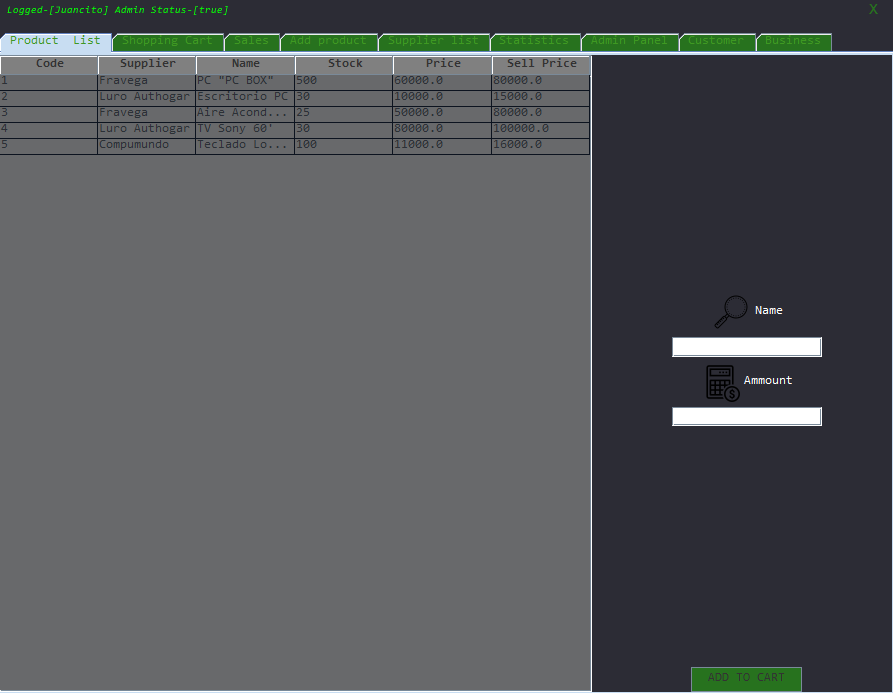 Logged-[Juancito] Admin Status-[true] X
Product List Shopping Cart Sales Add product Supplier list Statistics Admin Panel Customer Business
Code Supplier Name Stock Price Sell Price
1 Fravega PC "PC BOX" 500 60000.0 80000.0
2 Luro Authogar Escritorio PC 30 10000.0 15000.0
3 Fravega Aire Acond... 25 50000.0 80000.0
4 Luro Authogar TV Sony 60' 30 80000.0 100000.0
5 Compumundo Teclado Lo... 100 11000.0 16000.0
Name
Ammount
$
ADD TO CART